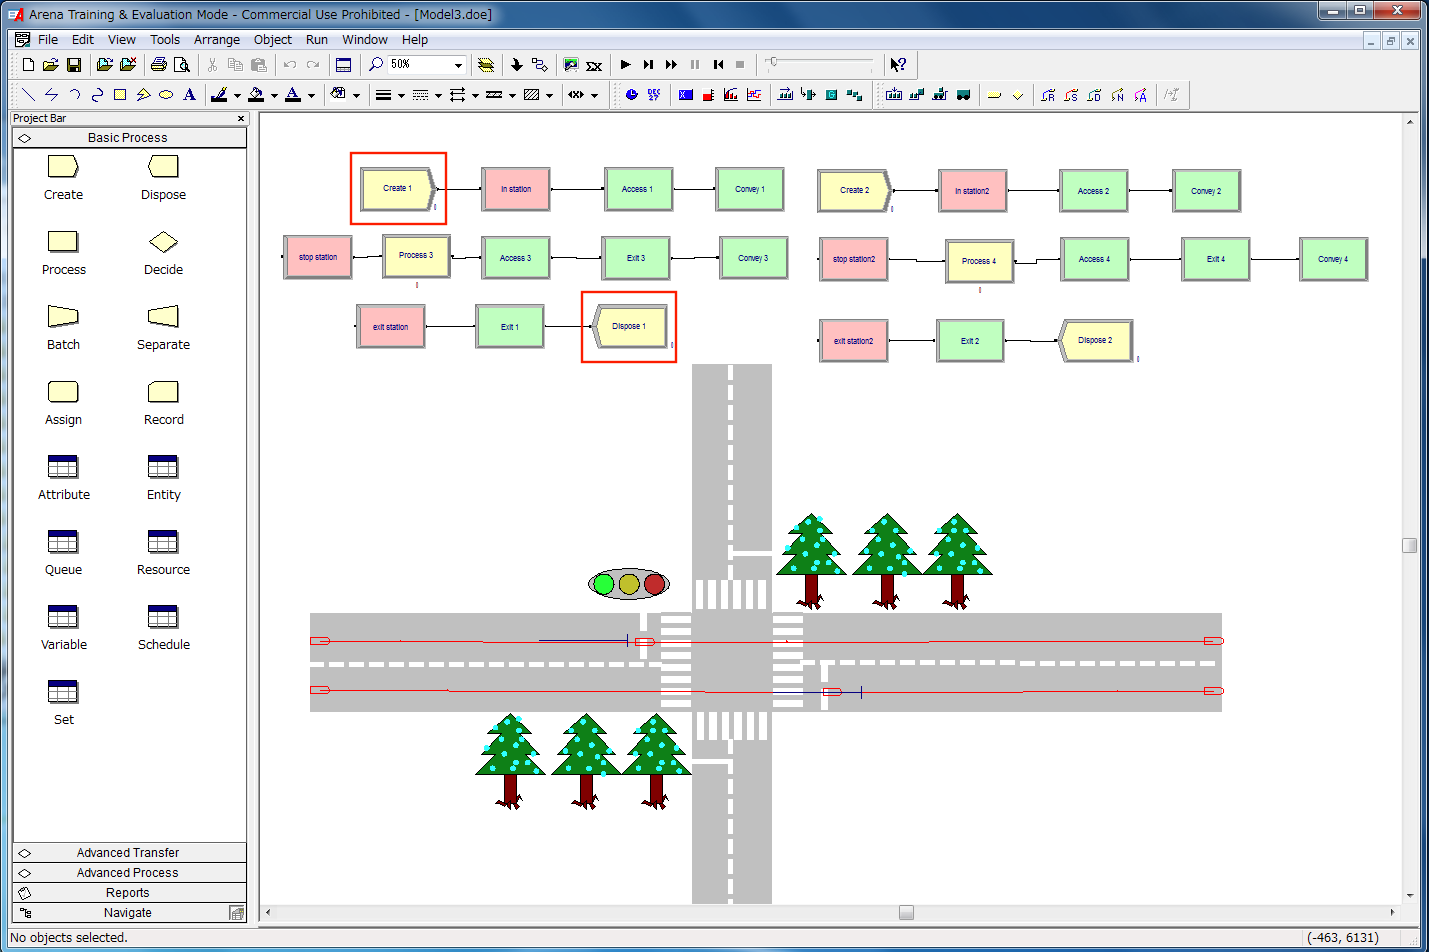 Arena Training & Evaluation Mode - Commercial Use Prohibited - [Model3.doe]
File Edit View Tools Arrange Object Run Window Help
50%
DEC 27
Project Bar
Basic Process
Create Dispose
Process Decide
Batch Separate
Assign Record
Attribute Entity
Queue Resource
Variable Schedule
Set
Advanced Transfer
Advanced Process
Reports
Navigate
Create 1 In station Access 1 Convey 1 Create 2 In station2 Access 2 Convey 2
stop station Process 3 Access 3 Exit 3 Convey 3 stop station2 Process 4 Access 4 Exit 4 Convey 4
exit station Exit 1 Dispose 1 exit station2 Exit 2 Dispose 2
No objects selected. (-463, 6131)